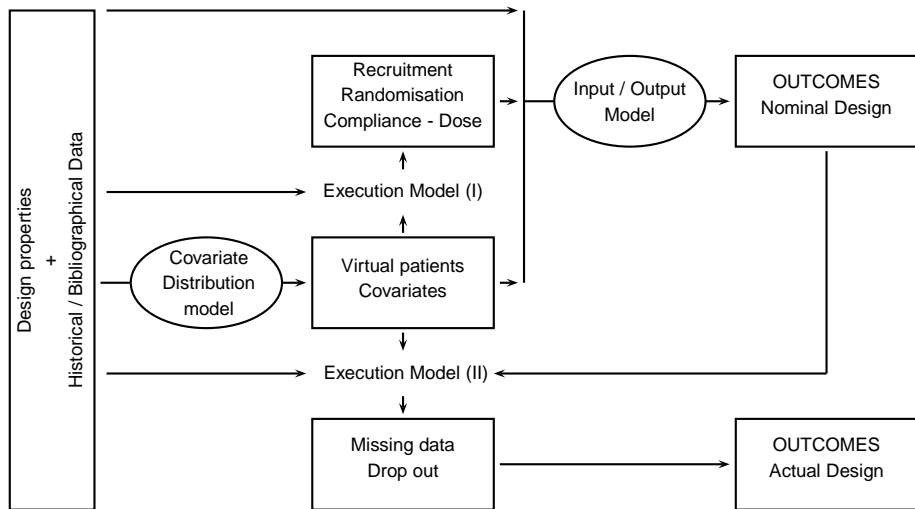 Design properties
+
Historical / Bibliographical Data
Recruitment
Randomisation
Compliance - Dose
Input / Output
Model
OUTCOMES
Nominal Design
Execution Model (I)
Covariate
Distribution
model
Virtual patients
Covariates
Execution Model (II)
Missing data
Drop out
OUTCOMES
Actual Design